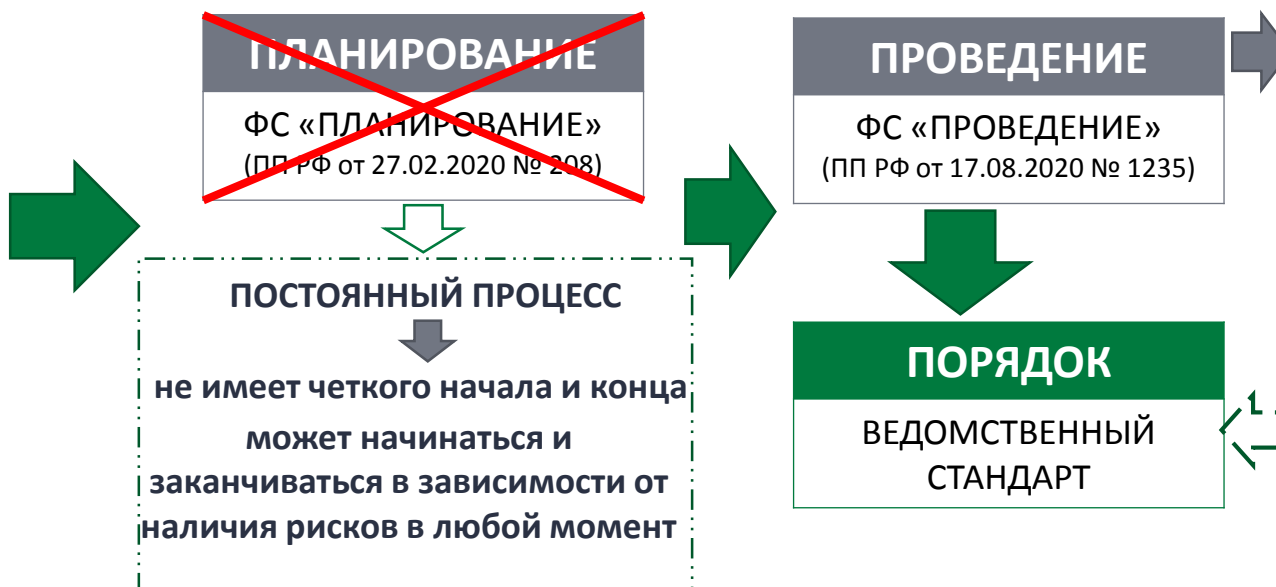 ПЛАНИРОВАНИЕ
ФС «ПЛАНИРОВАНИЕ»
(ПП РФ от 27.02.2020 № 208)
ПОСТОЯННЫЙ ПРОЦЕСС
не имеет четкого начала и конца
может начинаться и
заканчиваться в зависимости от
наличия рисков в любой момент
ПРОВЕДЕНИЕ
ФС «ПРОВЕДЕНИЕ»
(ПП РФ от 17.08.2020 № 1235)
ПОРЯДОК
ВЕДОМСТВЕННЫЙ
СТАНДАРТ